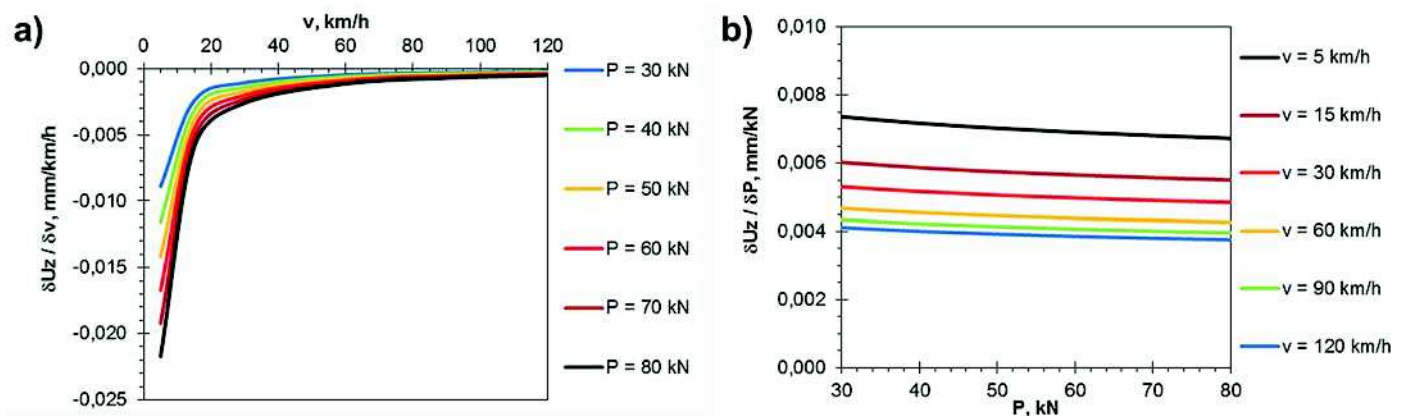 a)
v, km/h
0 20 40 60 80 100 120
0,000
-0,005
-0,010
-0,015
-0,020
-0,025
δUz / δv, mm/km/h
P = 30 kN
P = 40 kN
P = 50 kN
P = 60 kN
P = 70 kN
P = 80 kN
b)
0,010
0,008
0,006
0,004
0,002
0,000
δUz / δP, mm/kN
30 40 50 60 70 80
P, kN
v = 5 km/h
v = 15 km/h
v = 30 km/h
v = 60 km/h
v = 90 km/h
v = 120 km/h